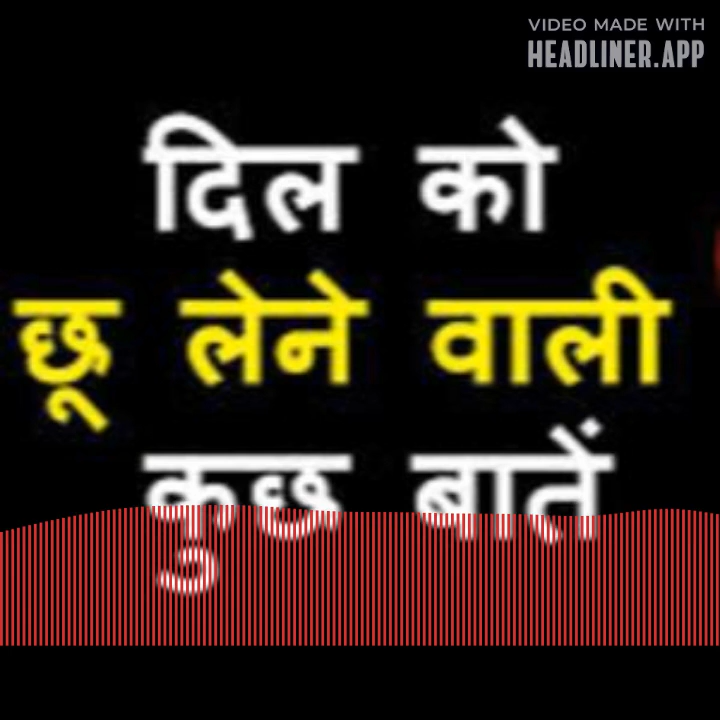 VIDEO MADE WITH
HEADLINER.APP
दिल को
छू लेने वाली
कुछ बातें